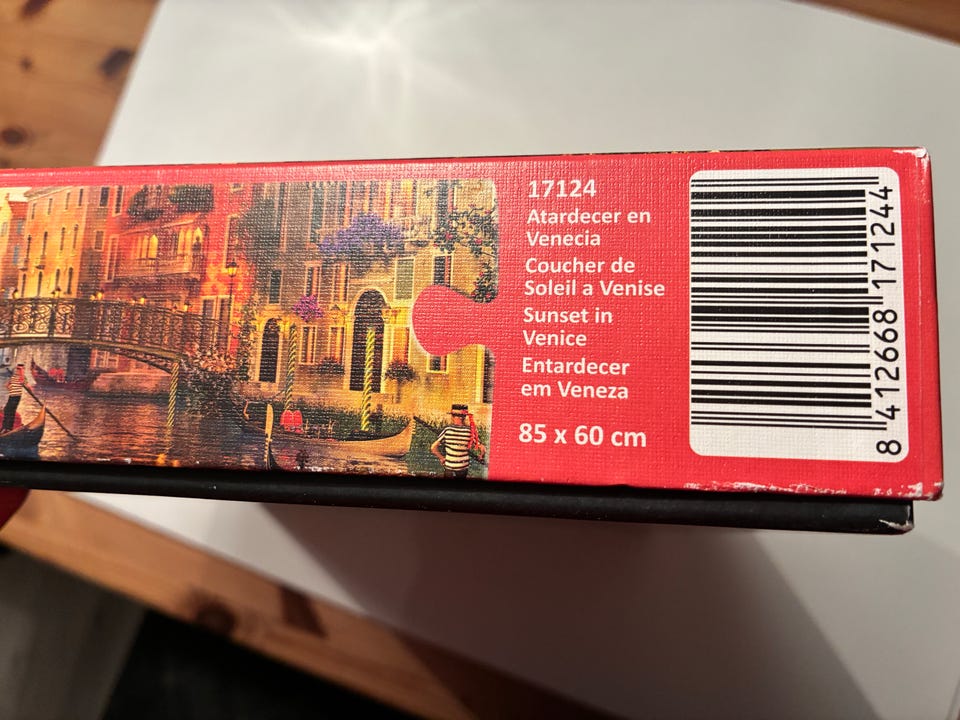 17124
Atardecer en
Venecia
Coucher de
Soleil a Venise
Sunset in
Venice
Entardecer
em Veneza
85 x 60 cm
8 412668 171244